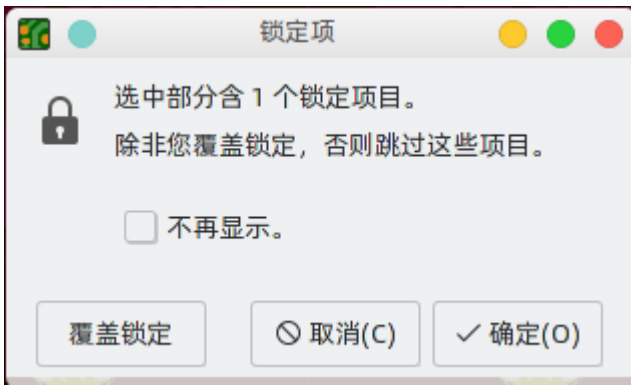 锁定项
选中部分含 1 个锁定项目。
除非您覆盖锁定，否则跳过这些项目。
不再显示。
覆盖锁定
取消(C)
确定(O)